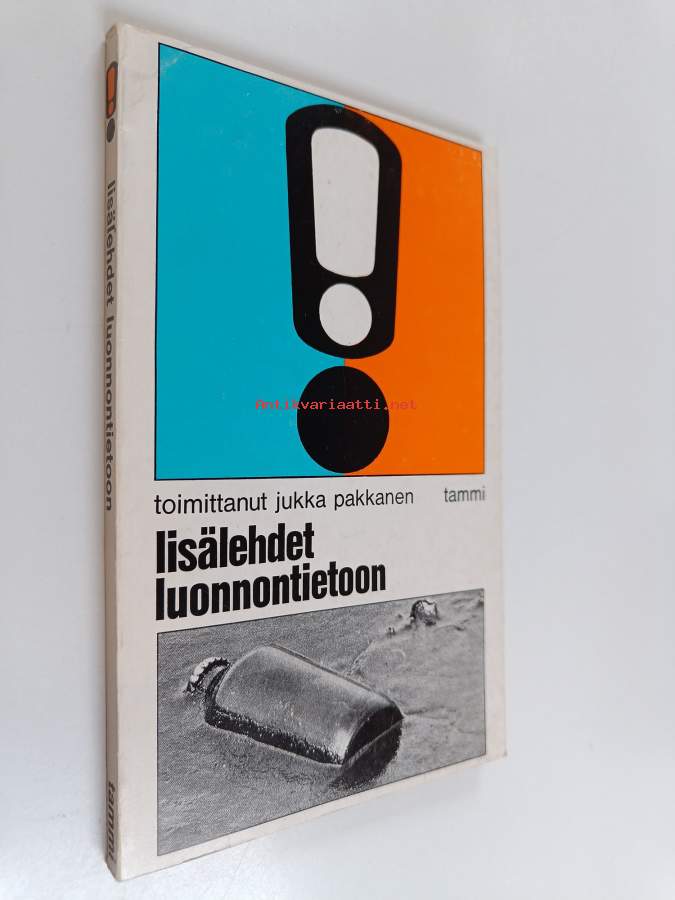 lisälehdet luonnontietoon
tammi
Antikvariaatti.net
toimittanut jukka pakkanen tammi
lisälehdet
luonnontietoon